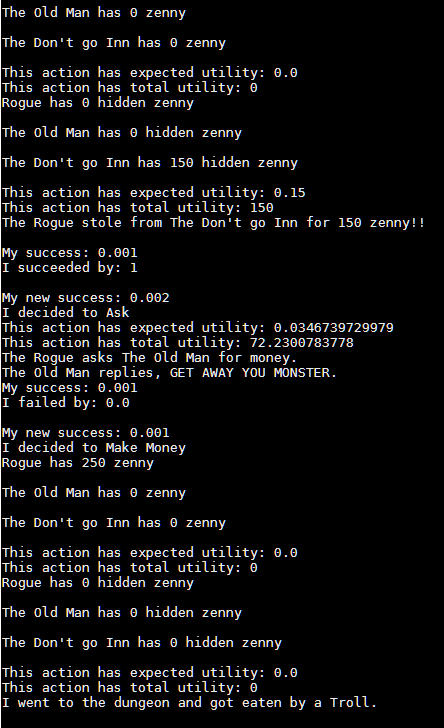 The Old Man has 0 zenny
The Don't go Inn has 0 zenny
This action has expected utility: 0.0
This action has total utility: 0
Rogue has 0 hidden zenny
The Old Man has 0 hidden zenny
The Don't go Inn has 150 hidden zenny
This action has expected utility: 0.15
This action has total utility: 150
The Rogue stole from The Don't go Inn for 150 zenny!!
My success: 0.001
I succeeded by: 1
My new success: 0.002
I decided to Ask
This action has expected utility: 0.0346739729979
This action has total utility: 72.2300783778
The Rogue asks The Old Man for money.
The Old Man replies, GET AWAY YOU MONSTER.
My success: 0.001
I failed by: 0.0
My new success: 0.001
I decided to Make Money
Rogue has 250 zenny
The Old Man has 0 zenny
The Don't go Inn has 0 zenny
This action has expected utility: 0.0
This action has total utility: 0
Rogue has 0 hidden zenny
The Old Man has 0 hidden zenny
The Don't go Inn has 0 hidden zenny
This action has expected utility: 0.0
This action has total utility: 0
I went to the dungeon and got eaten by a Troll.